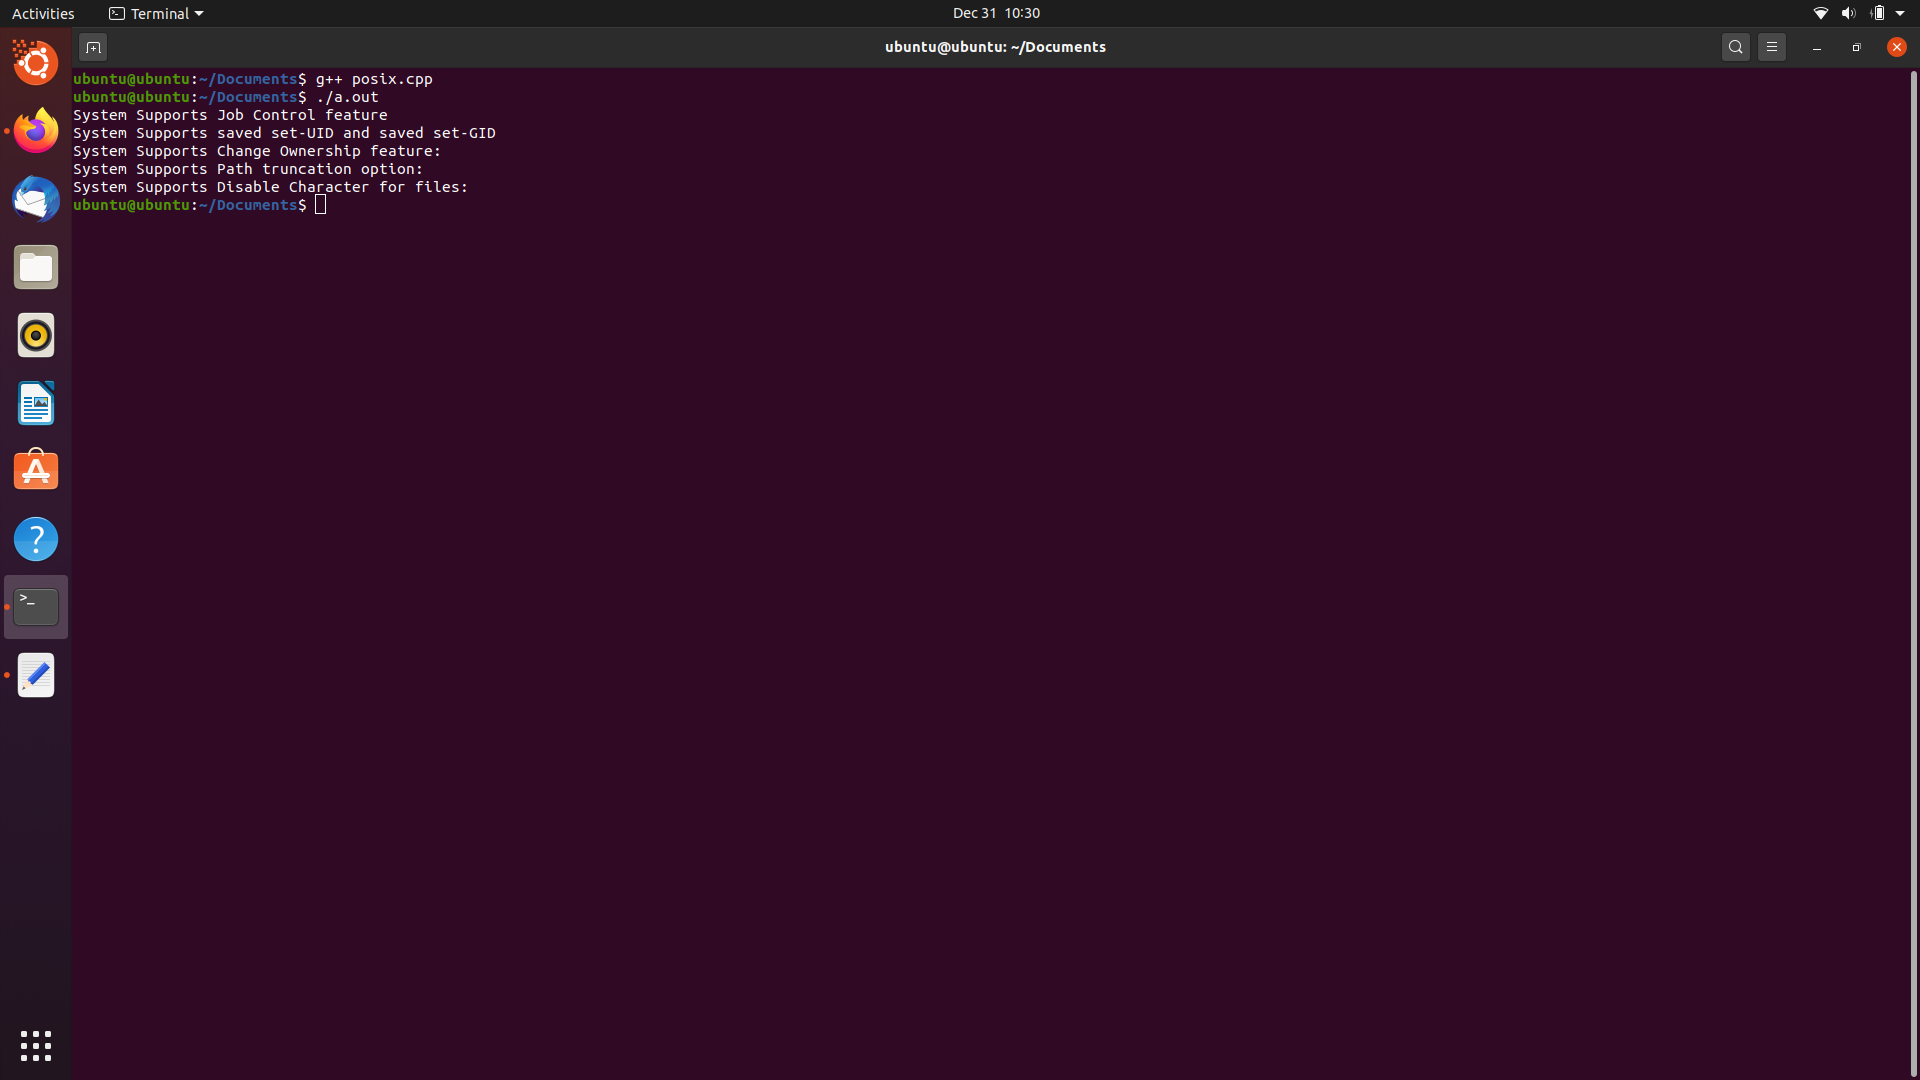 Activities Terminal Dec 31 10:30
ubuntu@ubuntu: ~/Documents
ubuntu@ubuntu:~/Documents$ g++ posix.cpp
ubuntu@ubuntu:~/Documents$ ./a.out
System Supports Job Control feature
System Supports saved set-UID and saved set-GID
System Supports Change Ownership feature:
System Supports Path truncation option:
System Supports Disable Character for files:
ubuntu@ubuntu:~/Documents$